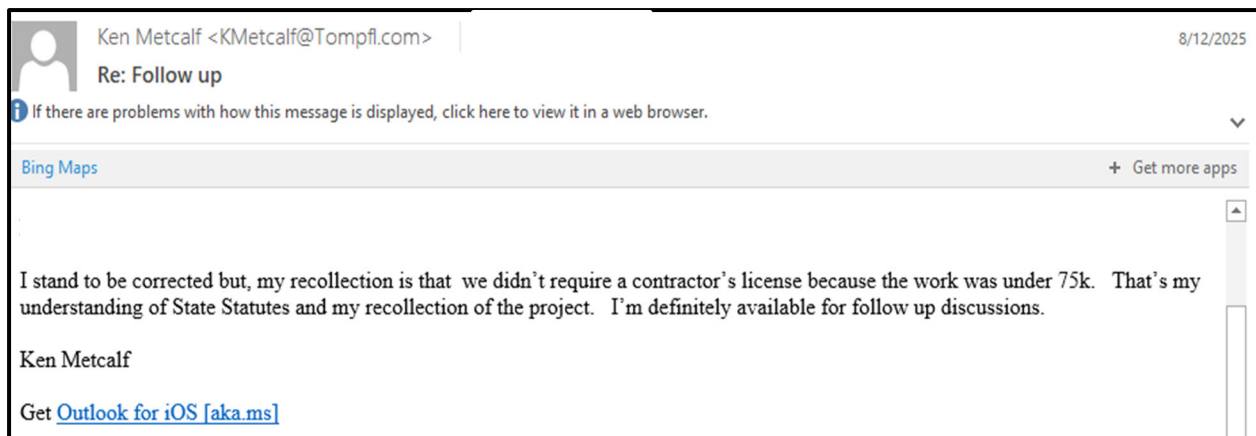 Ken Metcalf <KMetcalf@Tompfl.com>
8/12/2025
Re: Follow up
If there are problems with how this message is displayed, click here to view it in a web browser.
Bing Maps
+ Get more apps
I stand to be corrected but, my recollection is that  we didn’t require a contractor’s license because the work was under 75k.   That’s my
understanding of State Statutes and my recollection of the project.   I’m definitely available for follow up discussions.
Ken Metcalf
Get Outlook for iOS [aka.ms]